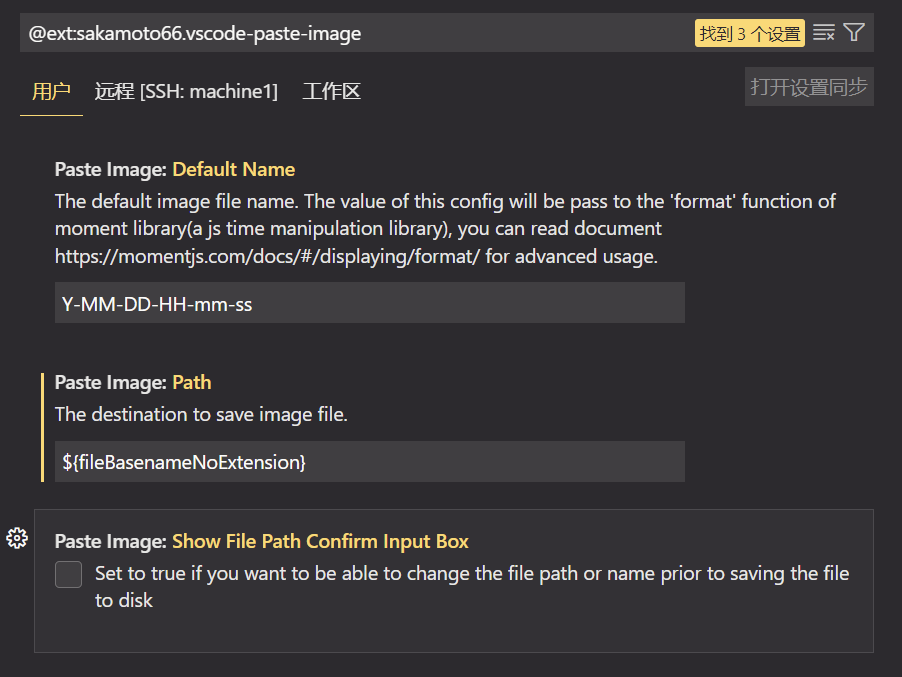 @ext:sakamoto66.vscode-paste-image 找到 3 个设置
用户 远程 [SSH: machine1] 工作区 打开设置同步
Paste Image: Default Name
The default image file name. The value of this config will be pass to the 'format' function of
moment library(a js time manipulation library), you can read document
https://momentjs.com/docs/#/displaying/format/ for advanced usage.
Y-MM-DD-HH-mm-ss
Paste Image: Path
The destination to save image file.
${fileBasenameNoExtension}
Paste Image: Show File Path Confirm Input Box
Set to true if you want to be able to change the file path or name prior to saving the file
to disk